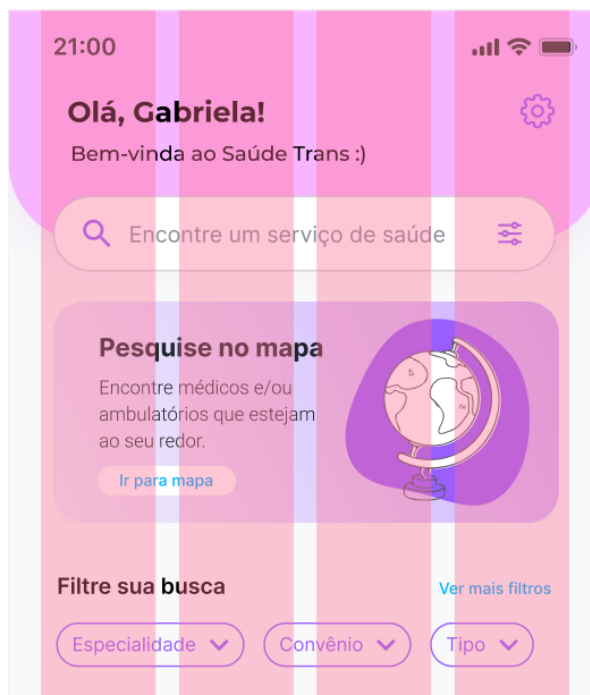 21:00
Olá, Gabriela!
Bem-vinda ao Saúde Trans :)
Encontre um serviço de saúde
Pesquise no mapa
Encontre médicos e/ou
ambulatórios que estejam
ao seu redor.
Ir para mapa
Filtre sua busca
Ver mais filtros
Especialidade
Convênio
Tipo